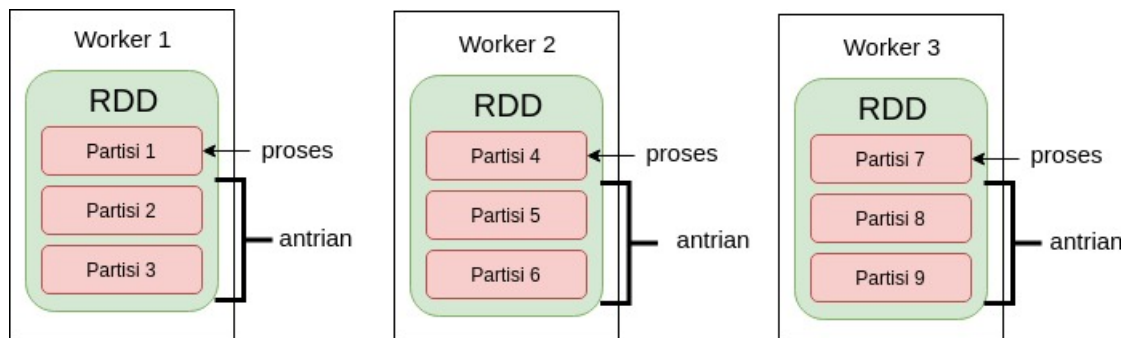 Worker 1
RDD
Partisi 1
proses
Partisi 2
antrian
Partisi 3
Worker 2
RDD
Partisi 4
proses
Partisi 5
antrian
Partisi 6
Worker 3
RDD
Partisi 7
proses
Partisi 8
antrian
Partisi 9